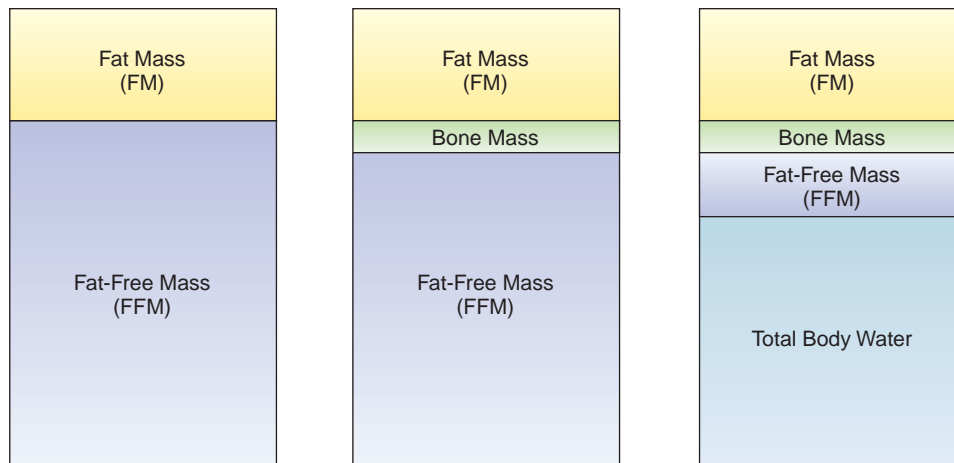 Fat Mass
(FM)
Fat-Free Mass
(FFM)
Fat Mass
(FM)
Bone Mass
Fat-Free Mass
(FFM)
Fat Mass
(FM)
Bone Mass
Fat-Free Mass
(FFM)
Total Body Water